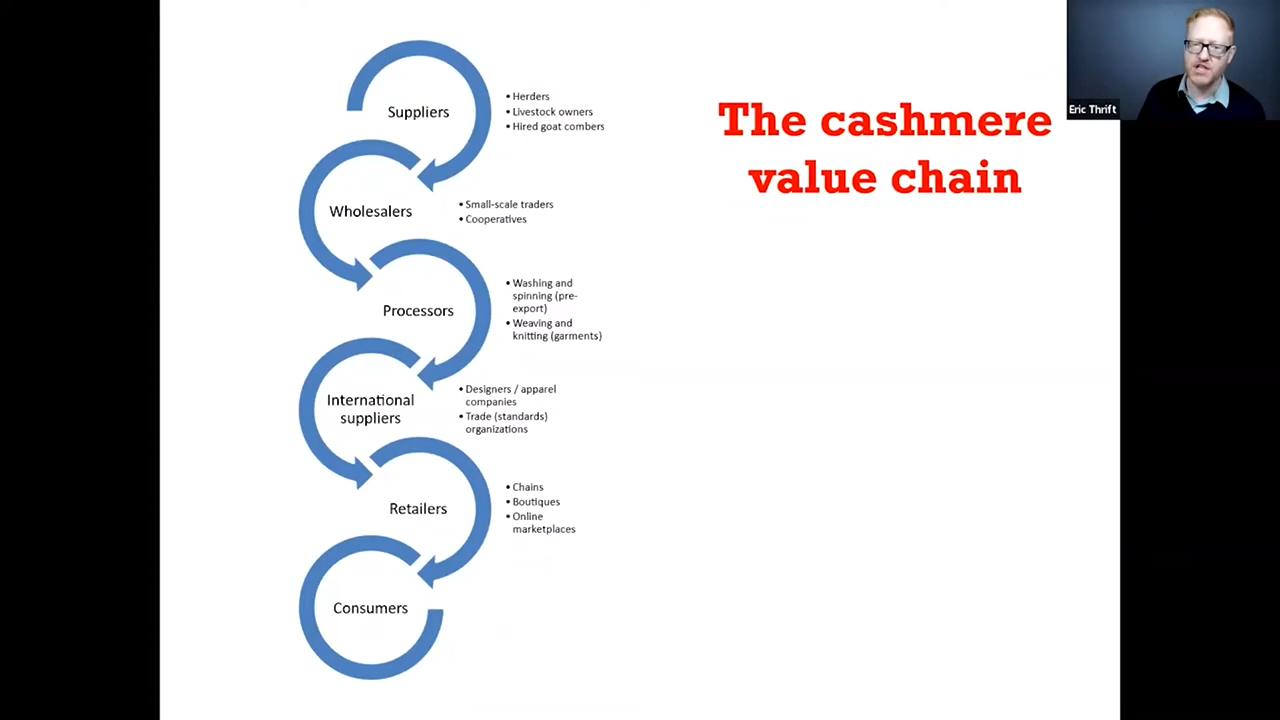 Suppliers
• Herders
• Livestock owners
• Hired goat combers
Wholesalers
• Small-scale traders
• Cooperatives
Processors
• Washing and
spinning (pre-
export)
• Weaving and
knitting (garments)
International
suppliers
• Designers / apparel
companies
• Trade (standards)
organizations
Retailers
• Chains
• Boutiques
• Online
marketplaces
Consumers
The cashmere
value chain
Eric Thrift